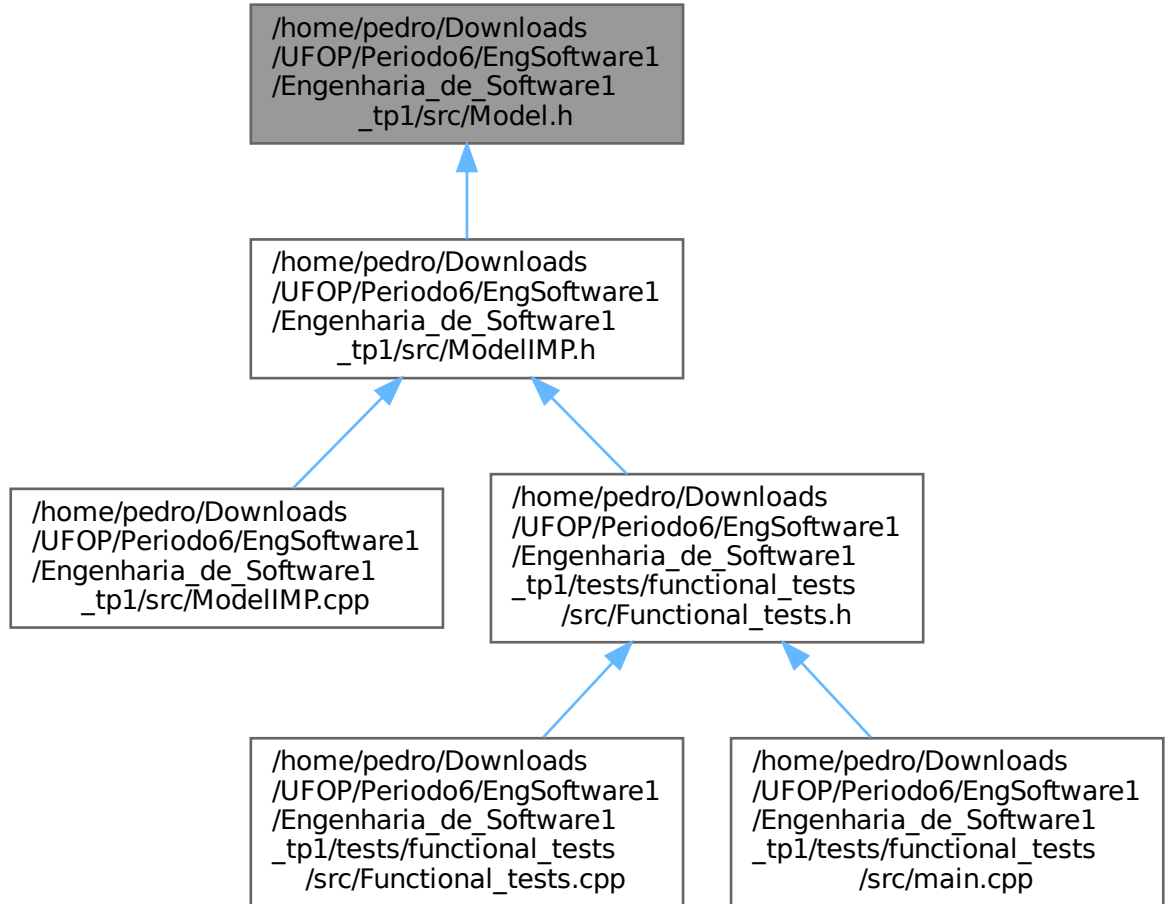 /home/pedro/Downloads
/UFOP/Periodo6/EngSoftware1
/Engenharia_de_Software1
_tp1/src/Model.h
/home/pedro/Downloads
/UFOP/Periodo6/EngSoftware1
/Engenharia_de_Software1
_tp1/src/ModelIMP.h
/home/pedro/Downloads
/UFOP/Periodo6/EngSoftware1
/Engenharia_de_Software1
_tp1/src/ModelIMP.cpp
/home/pedro/Downloads
/UFOP/Periodo6/EngSoftware1
/Engenharia_de_Software1
_tp1/tests/functional_tests
/src/Functional_tests.h
/home/pedro/Downloads
/UFOP/Periodo6/EngSoftware1
/Engenharia_de_Software1
_tp1/tests/functional_tests
/src/Functional_tests.cpp
/home/pedro/Downloads
/UFOP/Periodo6/EngSoftware1
/Engenharia_de_Software1
_tp1/tests/functional_tests
/src/main.cpp